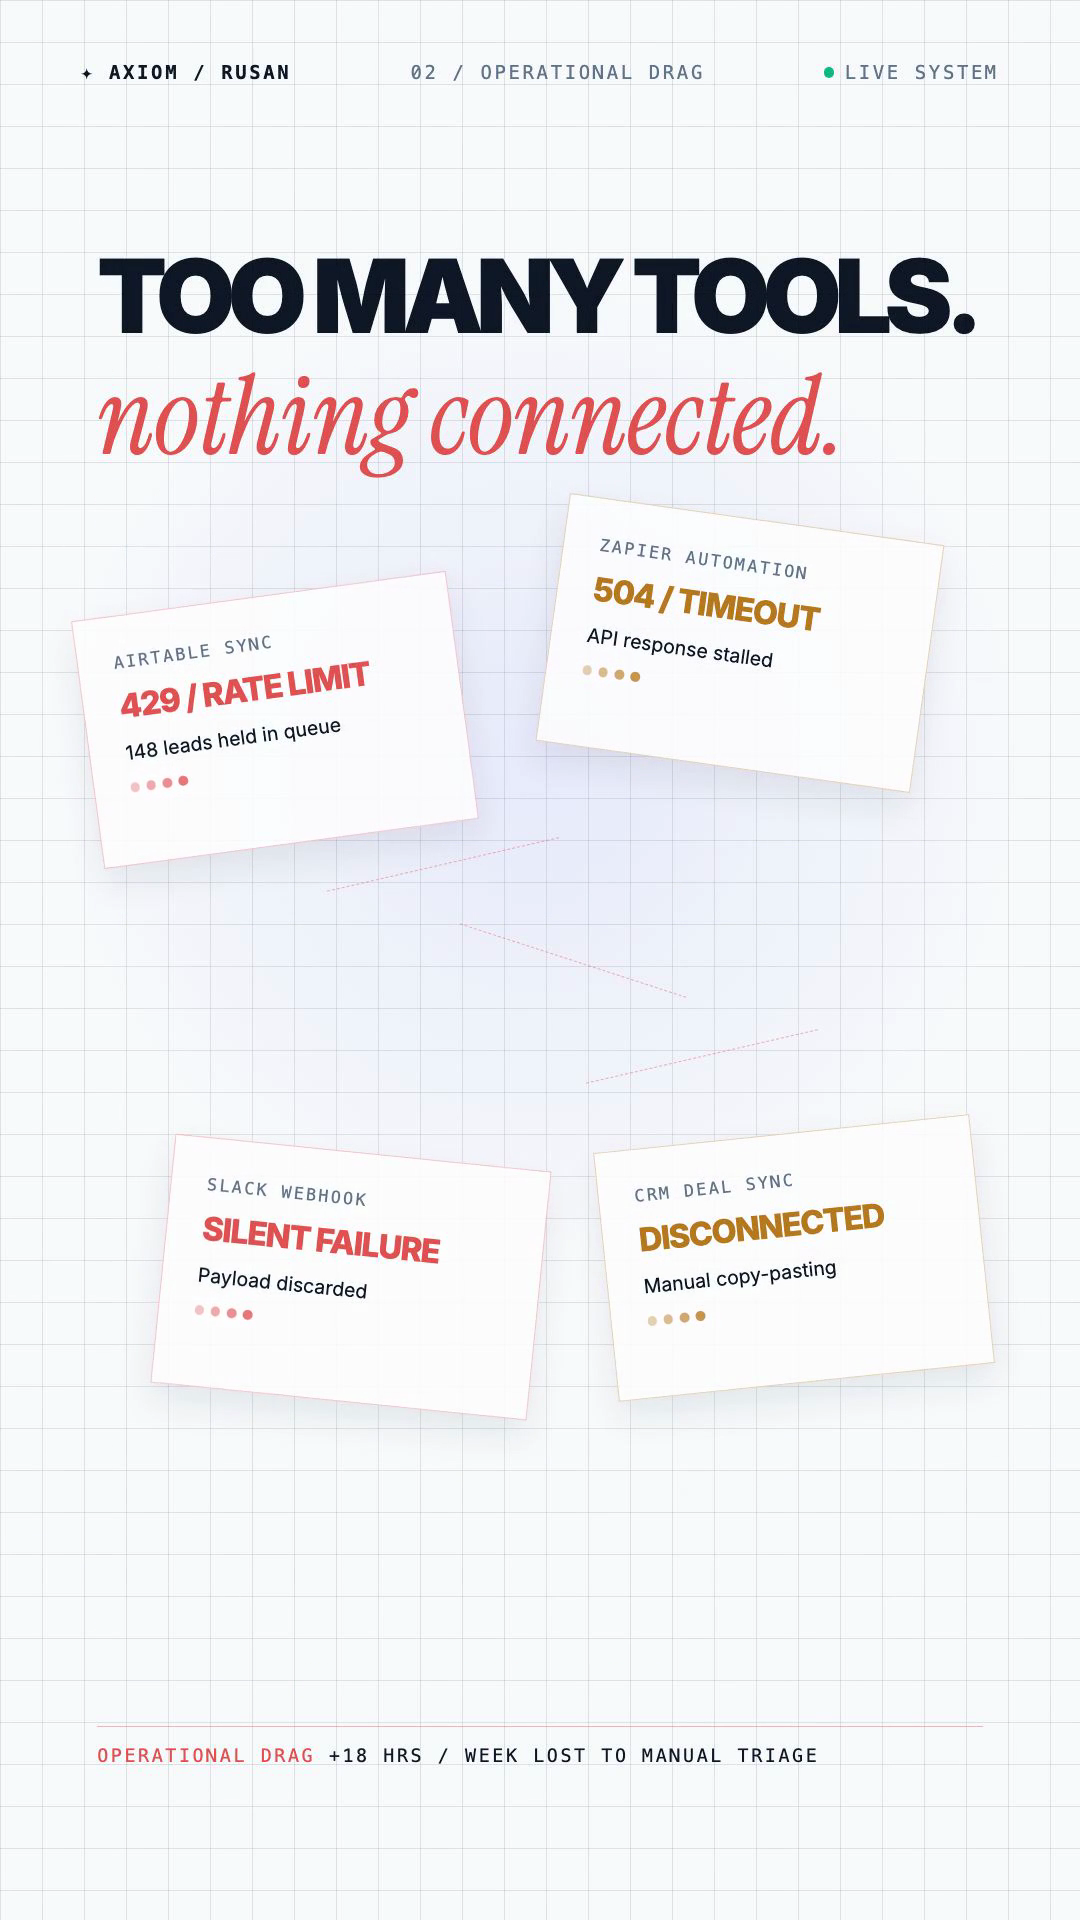 ✦ AXIOM / RUSAN
02 / OPERATIONAL DRAG
LIVE SYSTEM
TOO MANY TOOLS.
nothing connected.
AIRTABLE SYNC
429 / RATE LIMIT
148 leads held in queue
ZAPIER AUTOMATION
504 / TIMEOUT
API response stalled
SLACK WEBHOOK
SILENT FAILURE
Payload discarded
CRM DEAL SYNC
DISCONNECTED
Manual copy-pasting
OPERATIONAL DRAG +18 HRS / WEEK LOST TO MANUAL TRIAGE